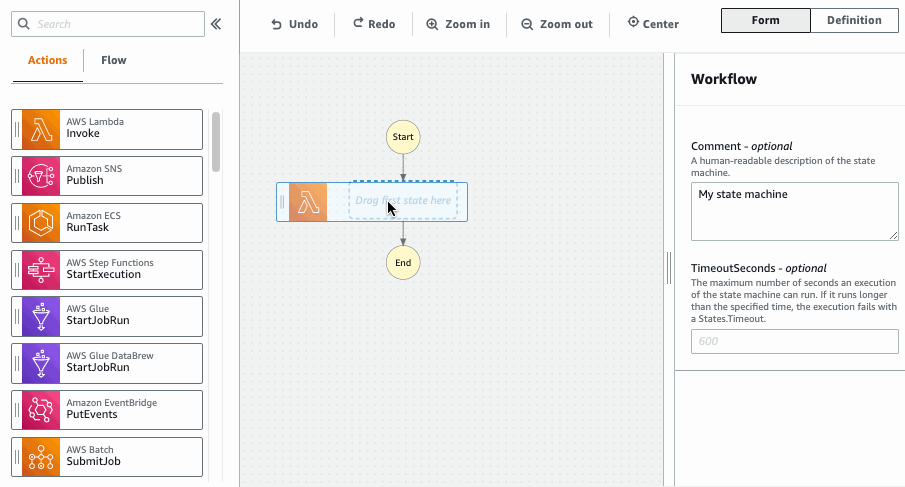 Search
Undo
Redo
Zoom in
Zoom out
Center
Form
Definition
Actions
Flow
AWS Lambda
Invoke
Amazon SNS
Publish
Amazon ECS
RunTask
AWS Step Functions
StartExecution
AWS Glue
StartJobRun
AWS Glue DataBrew
StartJobRun
Amazon EventBridge
PutEvents
AWS Batch
SubmitJob
Start
Drag first state here
End
Workflow
Comment - optional
A human-readable description of the state
machine.
My state machine
TimeoutSeconds - optional
The maximum number of seconds an execution
of the state machine can run. If it runs longer
than the specified time, the execution fails with
a States.Timeout.
600